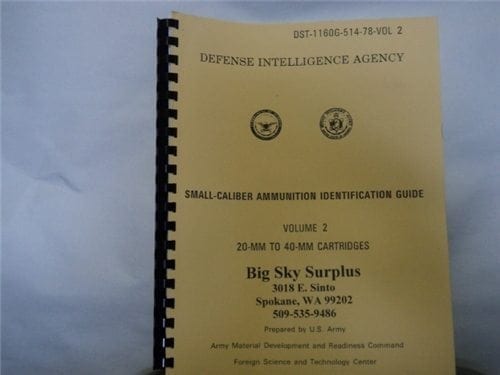 DST-1160G-514-78-VOL 2
DEFENSE INTELLIGENCE AGENCY
SMALL-CALIBER AMMUNITION IDENTIFICATION GUIDE
VOLUME 2
20-MM TO 40-MM CARTRIDGES
Big Sky Surplus
3018 E. Sinto
Spokane, WA 99202
509-535-9486
Prepared by U.S. Army
Army Material Development and Readiness Command
Foreign Science and Technology Center